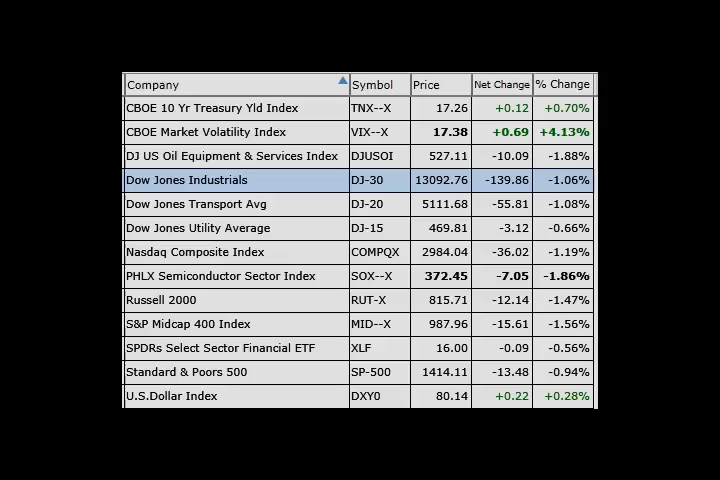 Company Symbol Price Net Change % Change
CBOE 10 Yr Treasury Yld Index TNX--X 17.26 +0.12 +0.70%
CBOE Market Volatility Index VIX--X 17.38 +0.69 +4.13%
DJ US Oil Equipment & Services Index DJUSOI 527.11 -10.09 -1.88%
Dow Jones Industrials DJ-30 13092.76 -139.86 -1.06%
Dow Jones Transport Avg DJ-20 5111.68 -55.81 -1.08%
Dow Jones Utility Average DJ-15 469.81 -3.12 -0.66%
Nasdaq Composite Index COMPQX 2984.04 -36.02 -1.19%
PHLX Semiconductor Sector Index SOX--X 372.45 -7.05 -1.86%
Russell 2000 RUT-X 815.71 -12.14 -1.47%
S&P Midcap 400 Index MID--X 987.96 -15.61 -1.56%
SPDRs Select Sector Financial ETF XLF 16.00 -0.09 -0.56%
Standard & Poors 500 SP-500 1414.11 -13.48 -0.94%
U.S.Dollar Index DXY0 80.14 +0.22 +0.28%